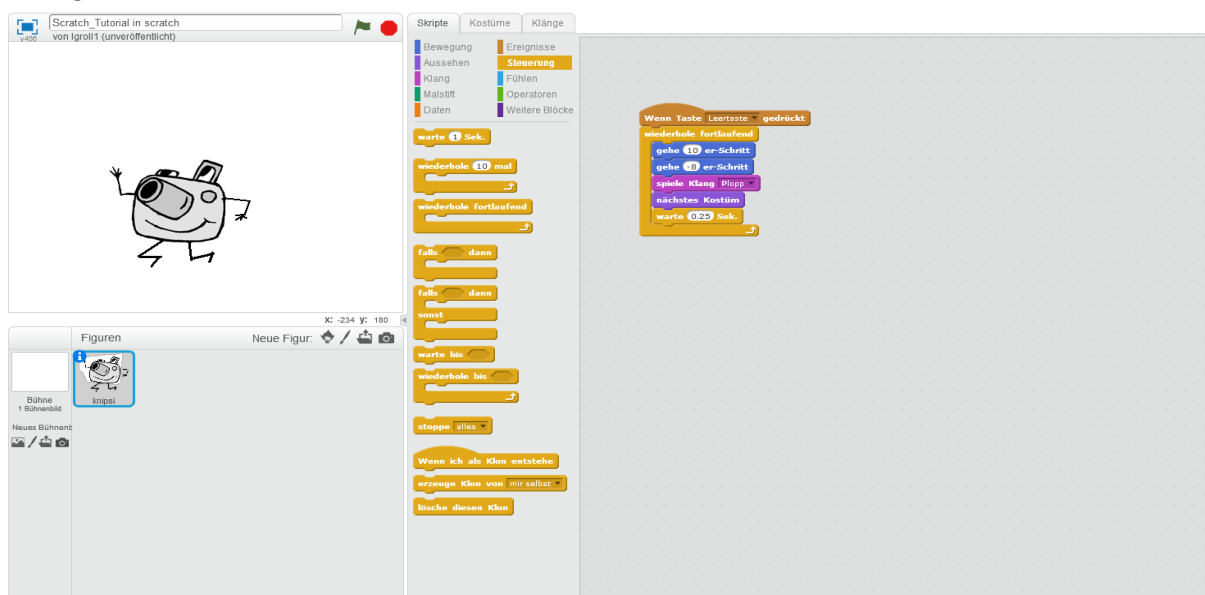 Scratch_Tutorial in scratch
von lgroll1 (unveröffentlicht)
v456
X: -234 y: 180
Figuren
Neue Figur:
Bühne
1 Bühnenbild
Neues Bühnenb
knipsi
Skripte Kostüme Klänge
Bewegung Ereignisse
Aussehen Steuerung
Klang Fühlen
Malstift Operatoren
Daten Weitere Blöcke
warte 1 Sek.
wiederhole 10 mal
wiederhole fortlaufend
falls dann
falls dann
sonst
warte bis
wiederhole bis
stoppe alles
Wenn ich als Klon entstehe
erzeuge Klon von mir selbst
lösche diesen Klon
Wenn Taste Leertaste gedrückt
wiederhole fortlaufend
gehe 10 er-Schritt
gehe -8 er-Schritt
spiele Klang Plopp
nächstes Kostüm
warte 0.25 Sek.